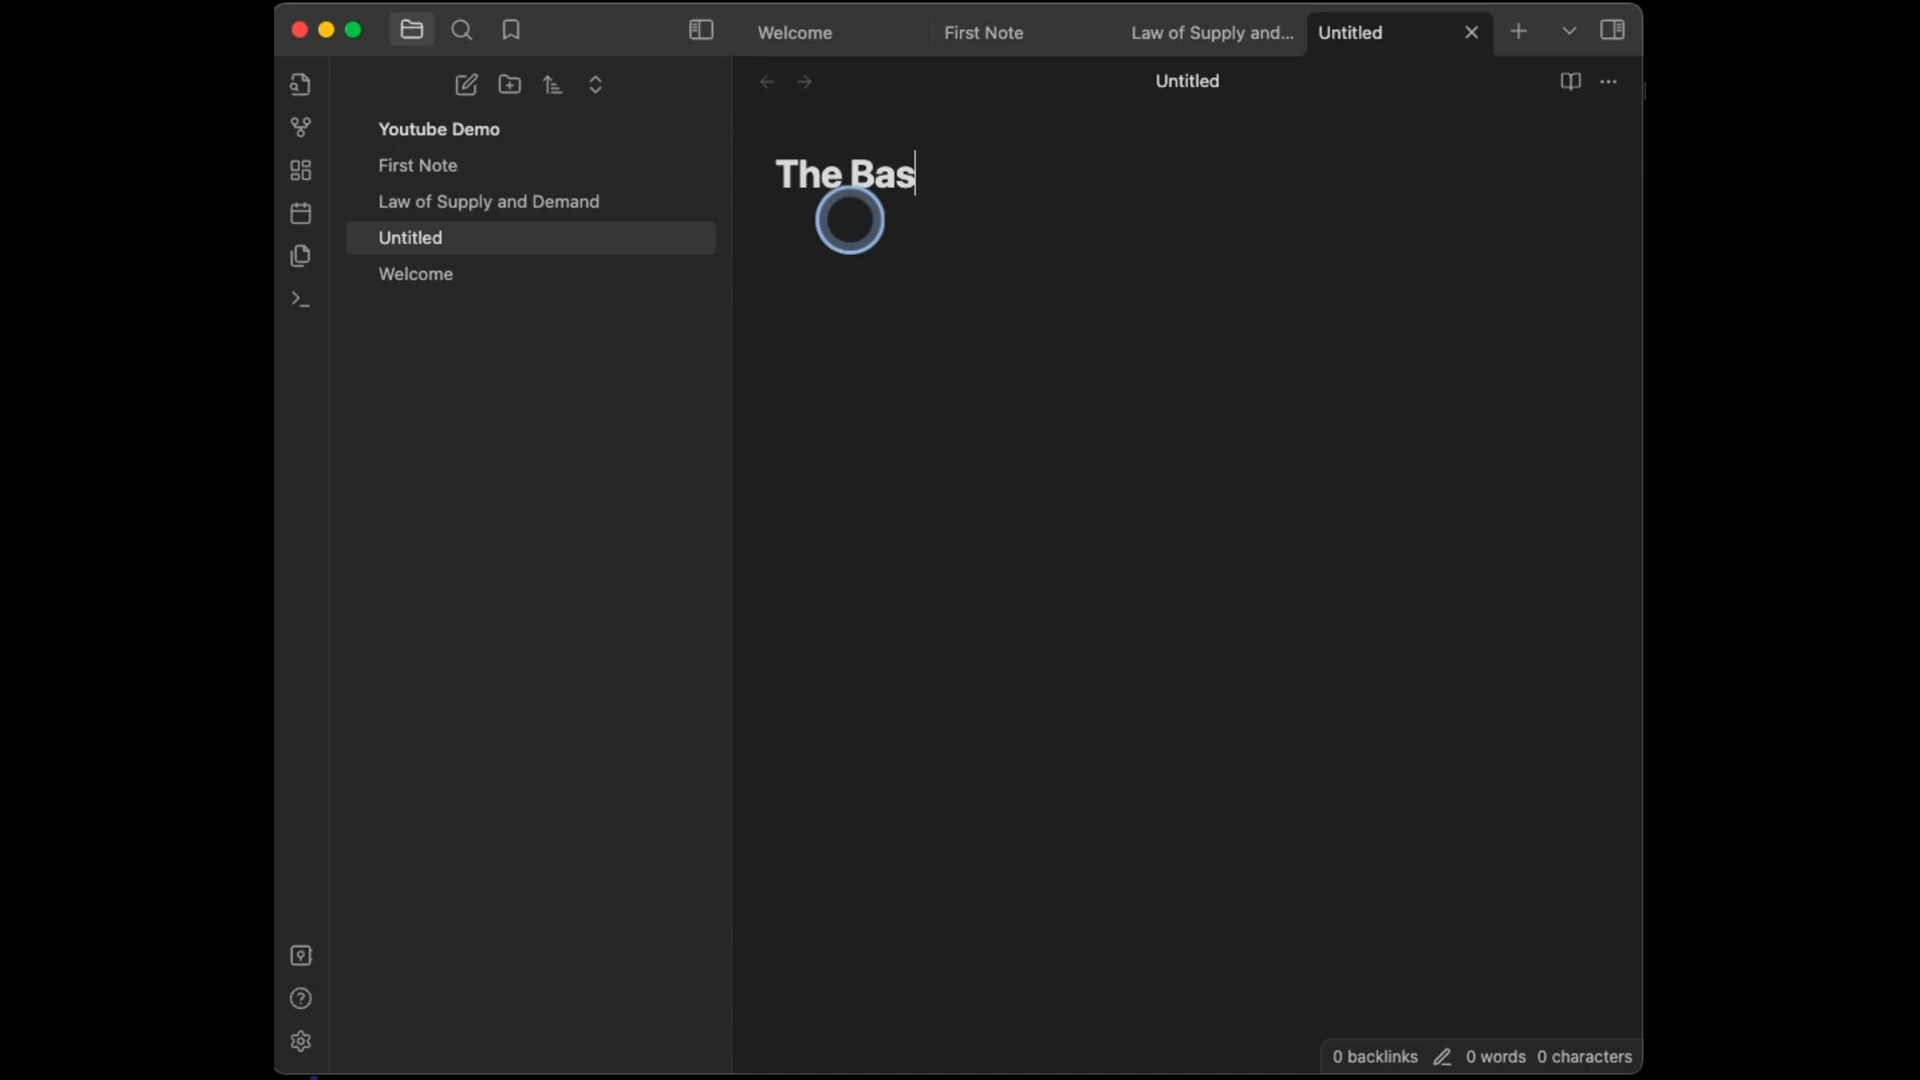 Welcome
First Note
Law of Supply and...
Untitled
Untitled
Youtube Demo
First Note
Law of Supply and Demand
Untitled
Welcome
The Bas
0 backlinks 0 words 0 characters